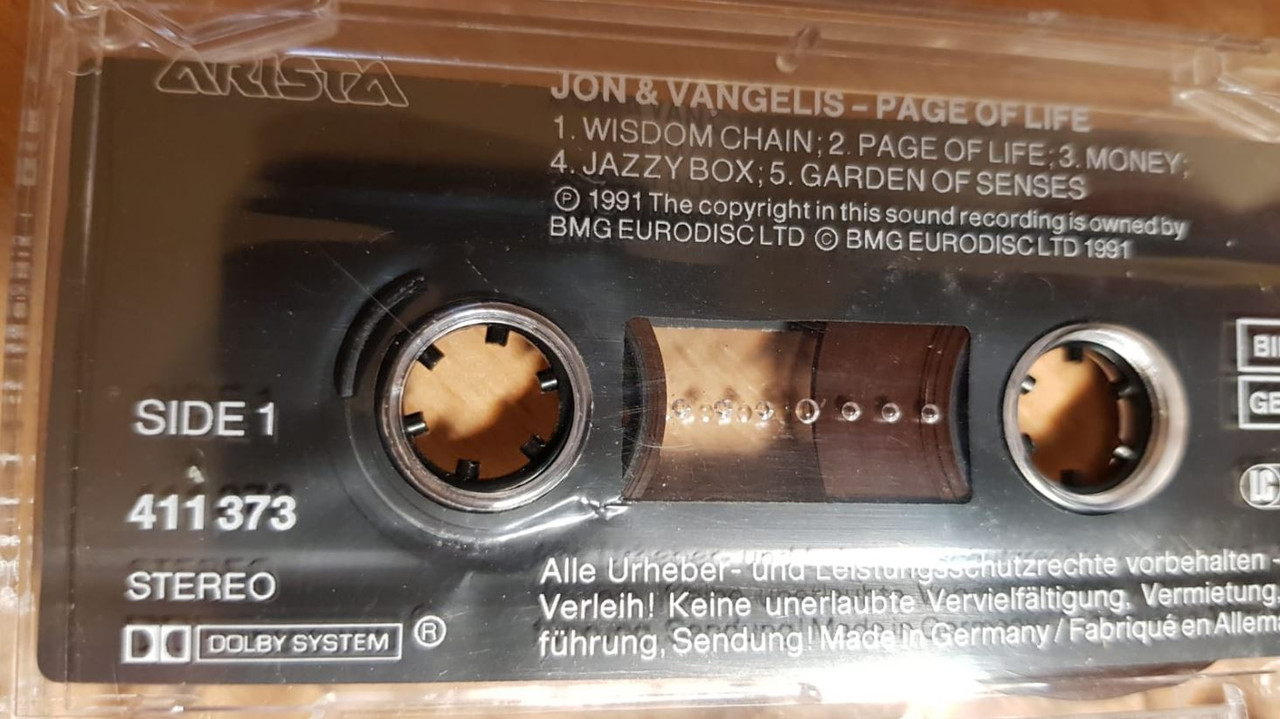 ARISTA
JON & VANGELIS – PAGE OF LIFE
1. WISDOM CHAIN; 2. PAGE OF LIFE; 3. MONEY;
4. JAZZY BOX; 5. GARDEN OF SENSES
Ⓟ 1991 The copyright in this sound recording is owned by
BMG EURODISC LTD © BMG EURODISC LTD 1991
SIDE 1
411 373
STEREO
DOLBY SYSTEM ®
BI
GE
LC
Alle Urheber- und Leistungsschutzrechte vorbehalten -
Verleih! Keine unerlaubte Vervielfältigung, Vermietung,
führung, Sendung! Made in Germany / Fabriqué en Allema